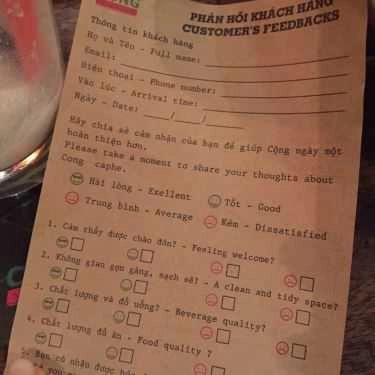 CỘNG
PHẢN HỒI KHÁCH HÀNG
CUSTOMER'S FEEDBACKS
Thông tin khách hàng
Họ và Tên - Full name:
Email:
Điện thoại - Phone number:
Vào lúc - Arrival time:
Ngày - Date: ____/____/____
Hãy chia sẻ cảm nhận của bạn để giúp Cộng ngày một
hoàn thiện hơn.
Please take a moment to share your thoughts about
Cong caphe.
Hài lòng - Exellent Tốt - Good
Trung bình - Average Kém - Dissatisfied
1. Cảm thấy được chào đón? - Feeling welcome?
2. Không gian gọn gàng, sạch sẽ? - A clean and tidy space?
3. Chất lượng và đồ uống? - Beverage quality?
4. Chất lượng đồ ăn - Food quality ?
5. Bạn có nhận được